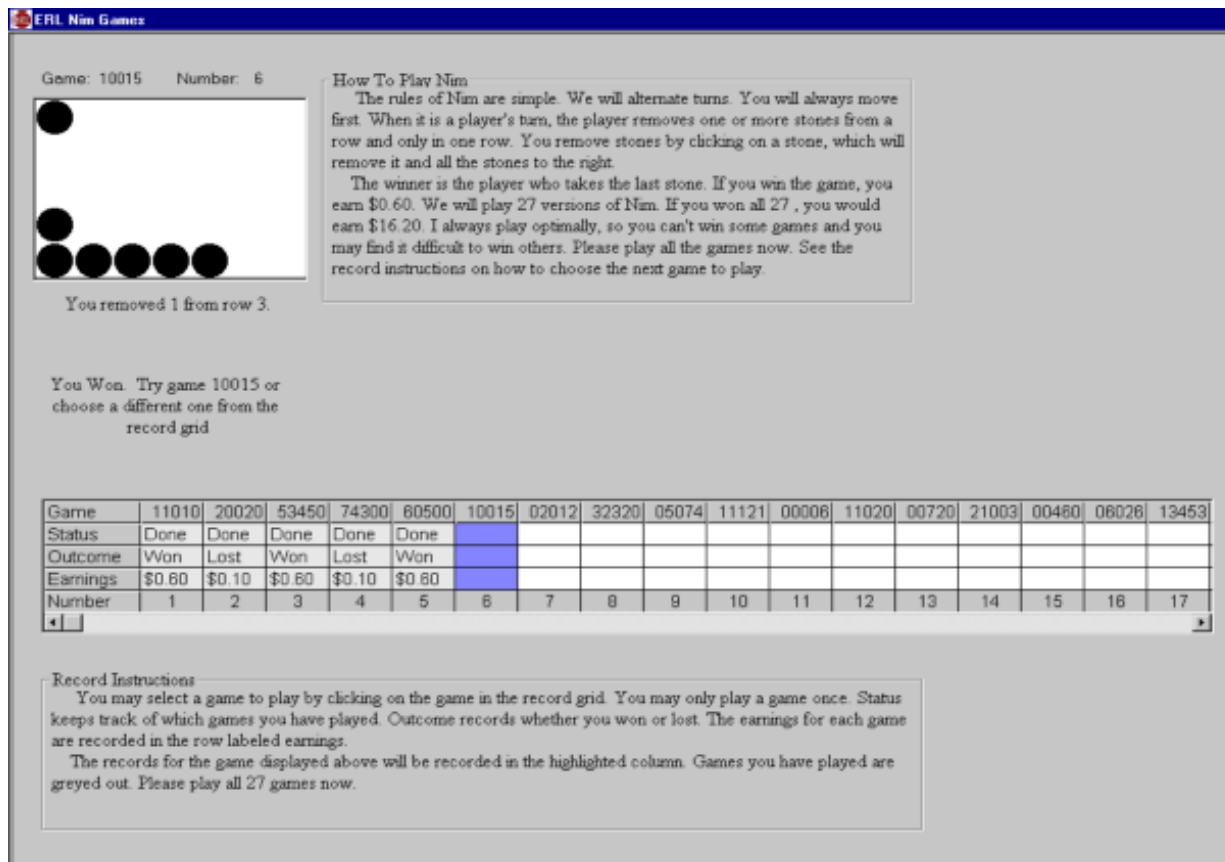 ERL Nim Games
Game: 10015 Number: 6
How To Play Nim
The rules of Nim are simple. We will alternate turns. You will always move
first. When it is a player's turn, the player removes one or more stones from a
row and only in one row. You remove stones by clicking on a stone, which will
remove it and all the stones to the right.
The winner is the player who takes the last stone. If you win the game, you
earn $0.60. We will play 27 versions of Nim. If you won all 27 , you would
earn $16.20. I always play optimally, so you can't win some games and you
may find it difficult to win others. Please play all the games now. See the
record instructions on how to choose the next game to play.
You removed 1 from row 3.
You Won. Try game 10015 or
choose a different one from the
record grid
Game 11010 20020 53450 74300 60500 10015 02012 32320 05074 11121 00006 11020 00720 21003 00460 06026 13453
Status Done Done Done Done Done
Outcome Won Lost Won Lost Won
Earnings $0.60 $0.10 $0.60 $0.10 $0.60
Number 1 2 3 4 5 6 7 8 9 10 11 12 13 14 15 16 17
Record Instructions
You may select a game to play by clicking on the game in the record grid. You may only play a game once. Status
keeps track of which games you have played. Outcome records whether you won or lost. The earnings for each game
are recorded in the row labeled earnings.
The records for the game displayed above will be recorded in the highlighted column. Games you have played are
greyed out. Please play all 27 games now.